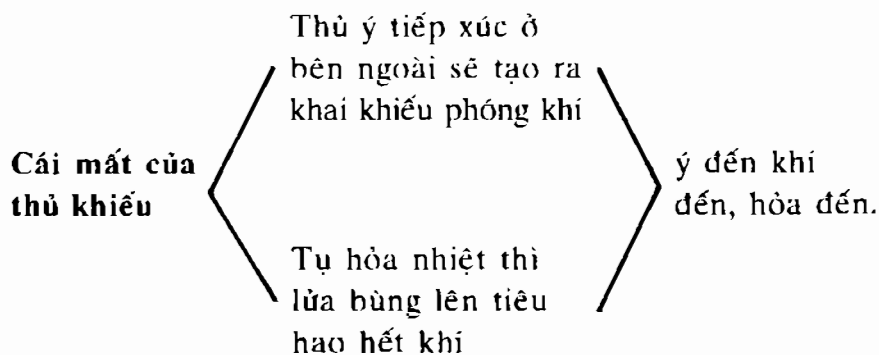 Thủ ý tiếp xúc ở
bên ngoài sẽ tạo ra
khai khiếu phóng khí
Cái mất của
thủ khiếu
ý đến khí
đến, hỏa đến.
Tụ hỏa nhiệt thì
lửa bùng lên tiêu
hao hết khí